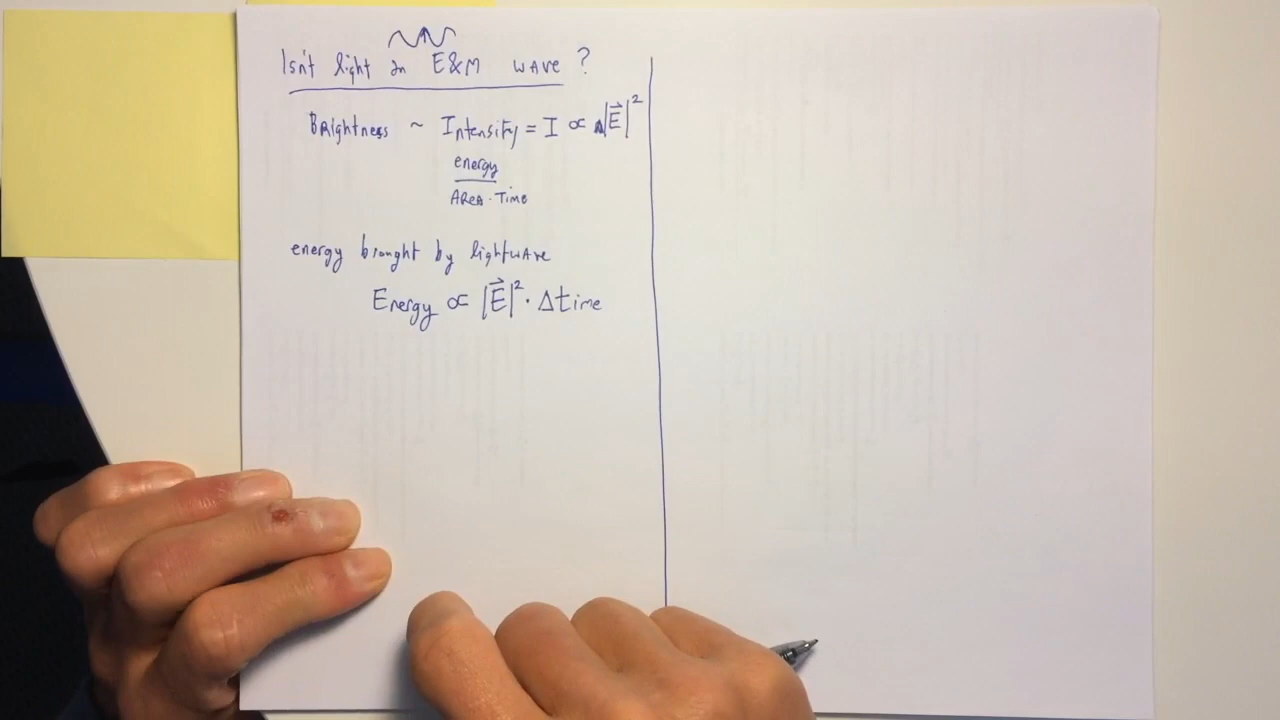 Isn't light an E&M wave ?
Brightness ~ Intensity = I ∝ |E⃗|²
energy
Area · Time
energy brought by lightwave
Energy ∝ |E⃗|² · Δtime